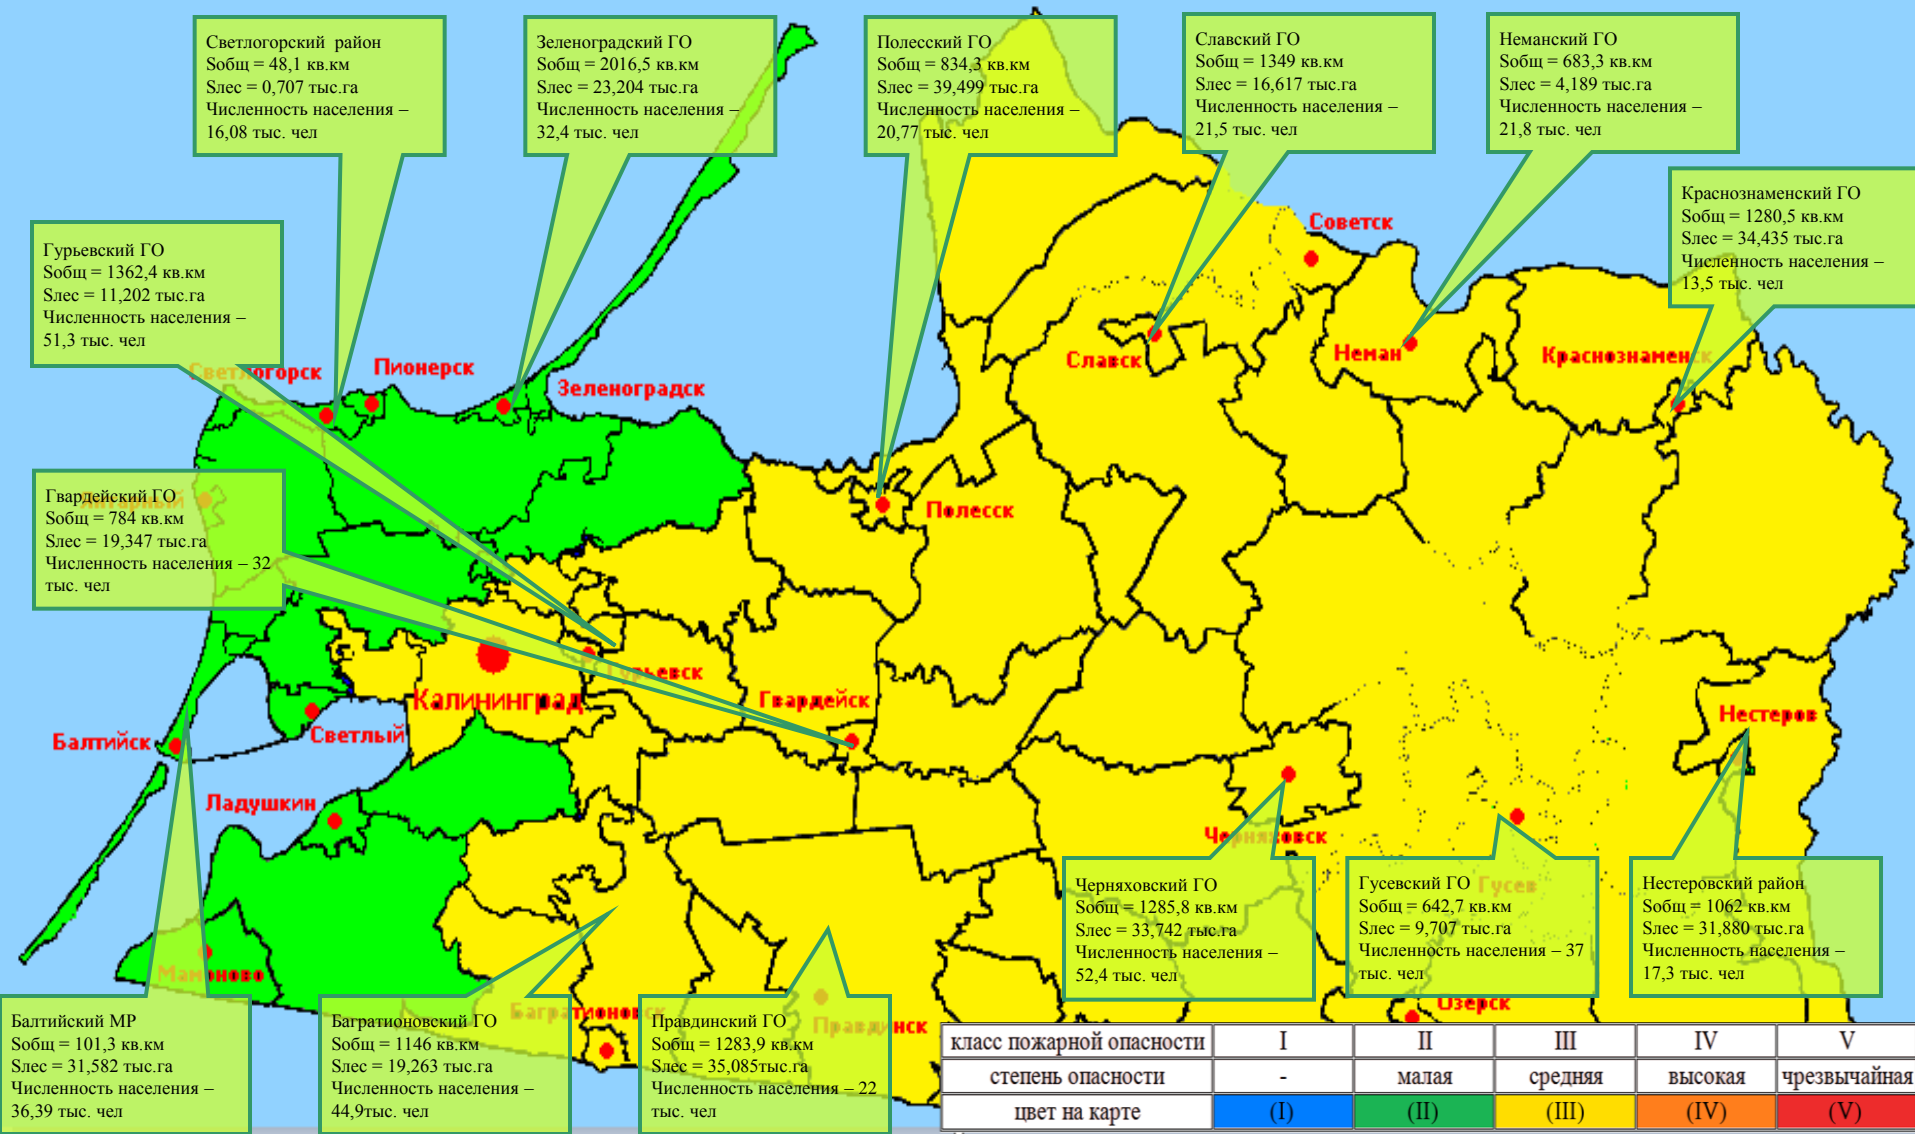 Светлогорский район
Sобщ = 48,1 кв.км
Sлес = 0,707 тыс.га
Численность населения –
16,08 тыс. чел
Зеленоградский ГО
Sобщ = 2016,5 кв.км
Sлес = 23,204 тыс.га
Численность населения –
32,4 тыс. чел
Полесский ГО
Sобщ = 834,3 кв.км
Sлес = 39,499 тыс.га
Численность населения –
20,77 тыс. чел
Славский ГО
Sобщ = 1349 кв.км
Sлес = 16,617 тыс.га
Численность населения –
21,5 тыс. чел
Неманский ГО
Sобщ = 683,3 кв.км
Sлес = 4,189 тыс.га
Численность населения –
21,8 тыс. чел
Краснознаменский ГО
Sобщ = 1280,5 кв.км
Sлес = 34,435 тыс.га
Численность населения –
13,5 тыс. чел
Гурьевский ГО
Sобщ = 1362,4 кв.км
Sлес = 11,202 тыс.га
Численность населения –
51,3 тыс. чел
Советск
Славск
Неман
Краснознаменск
Светлогорск
Пионерск
Зеленоградск
Гвардейский ГО
Sобщ = 784 кв.км
Sлес = 19,347 тыс.га
Численность населения – 32
тыс. чел
Янтарный
Полесск
Гурьевск
Калининград
Гвардейск
Нестеров
Балтийск
Светлый
Ладушкин
Черняховск
Мамоново
Черняховский ГО
Sобщ = 1285,8 кв.км
Sлес = 33,742 тыс.га
Численность населения –
52,4 тыс. чел
Гусевский ГО
Sобщ = 642,7 кв.км
Sлес = 9,707 тыс.га
Численность населения – 37
тыс. чел
Гусев
Нестеровский район
Sобщ = 1062 кв.км
Sлес = 31,880 тыс.га
Численность населения –
17,3 тыс. чел
Озерск
Багратионовск
Правдинск
Балтийский МР
Sобщ = 101,3 кв.км
Sлес = 31,582 тыс.га
Численность населения –
36,39 тыс. чел
Багратионовский ГО
Sобщ = 1146 кв.км
Sлес = 19,263 тыс.га
Численность населения –
44,9тыс. чел
Правдинский ГО
Sобщ = 1283,9 кв.км
Sлес = 35,085тыс.га
Численность населения – 22
тыс. чел
класс пожарной опасности I II III IV V
степень опасности - малая средняя высокая чрезвычайная
цвет на карте (I) (II) (III) (IV) (V)